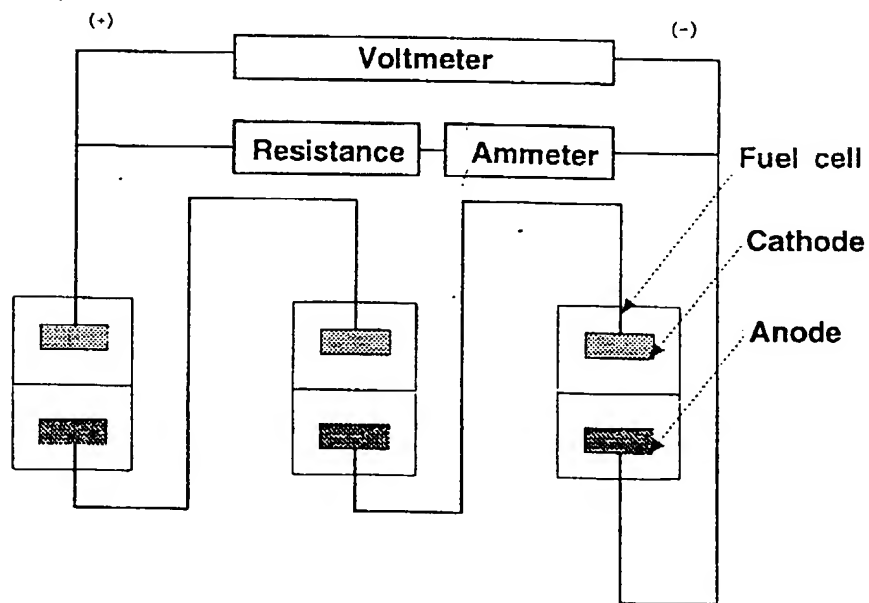 (+) (-)
Voltmeter
Resistance Ammeter
Fuel cell
Cathode
Anode